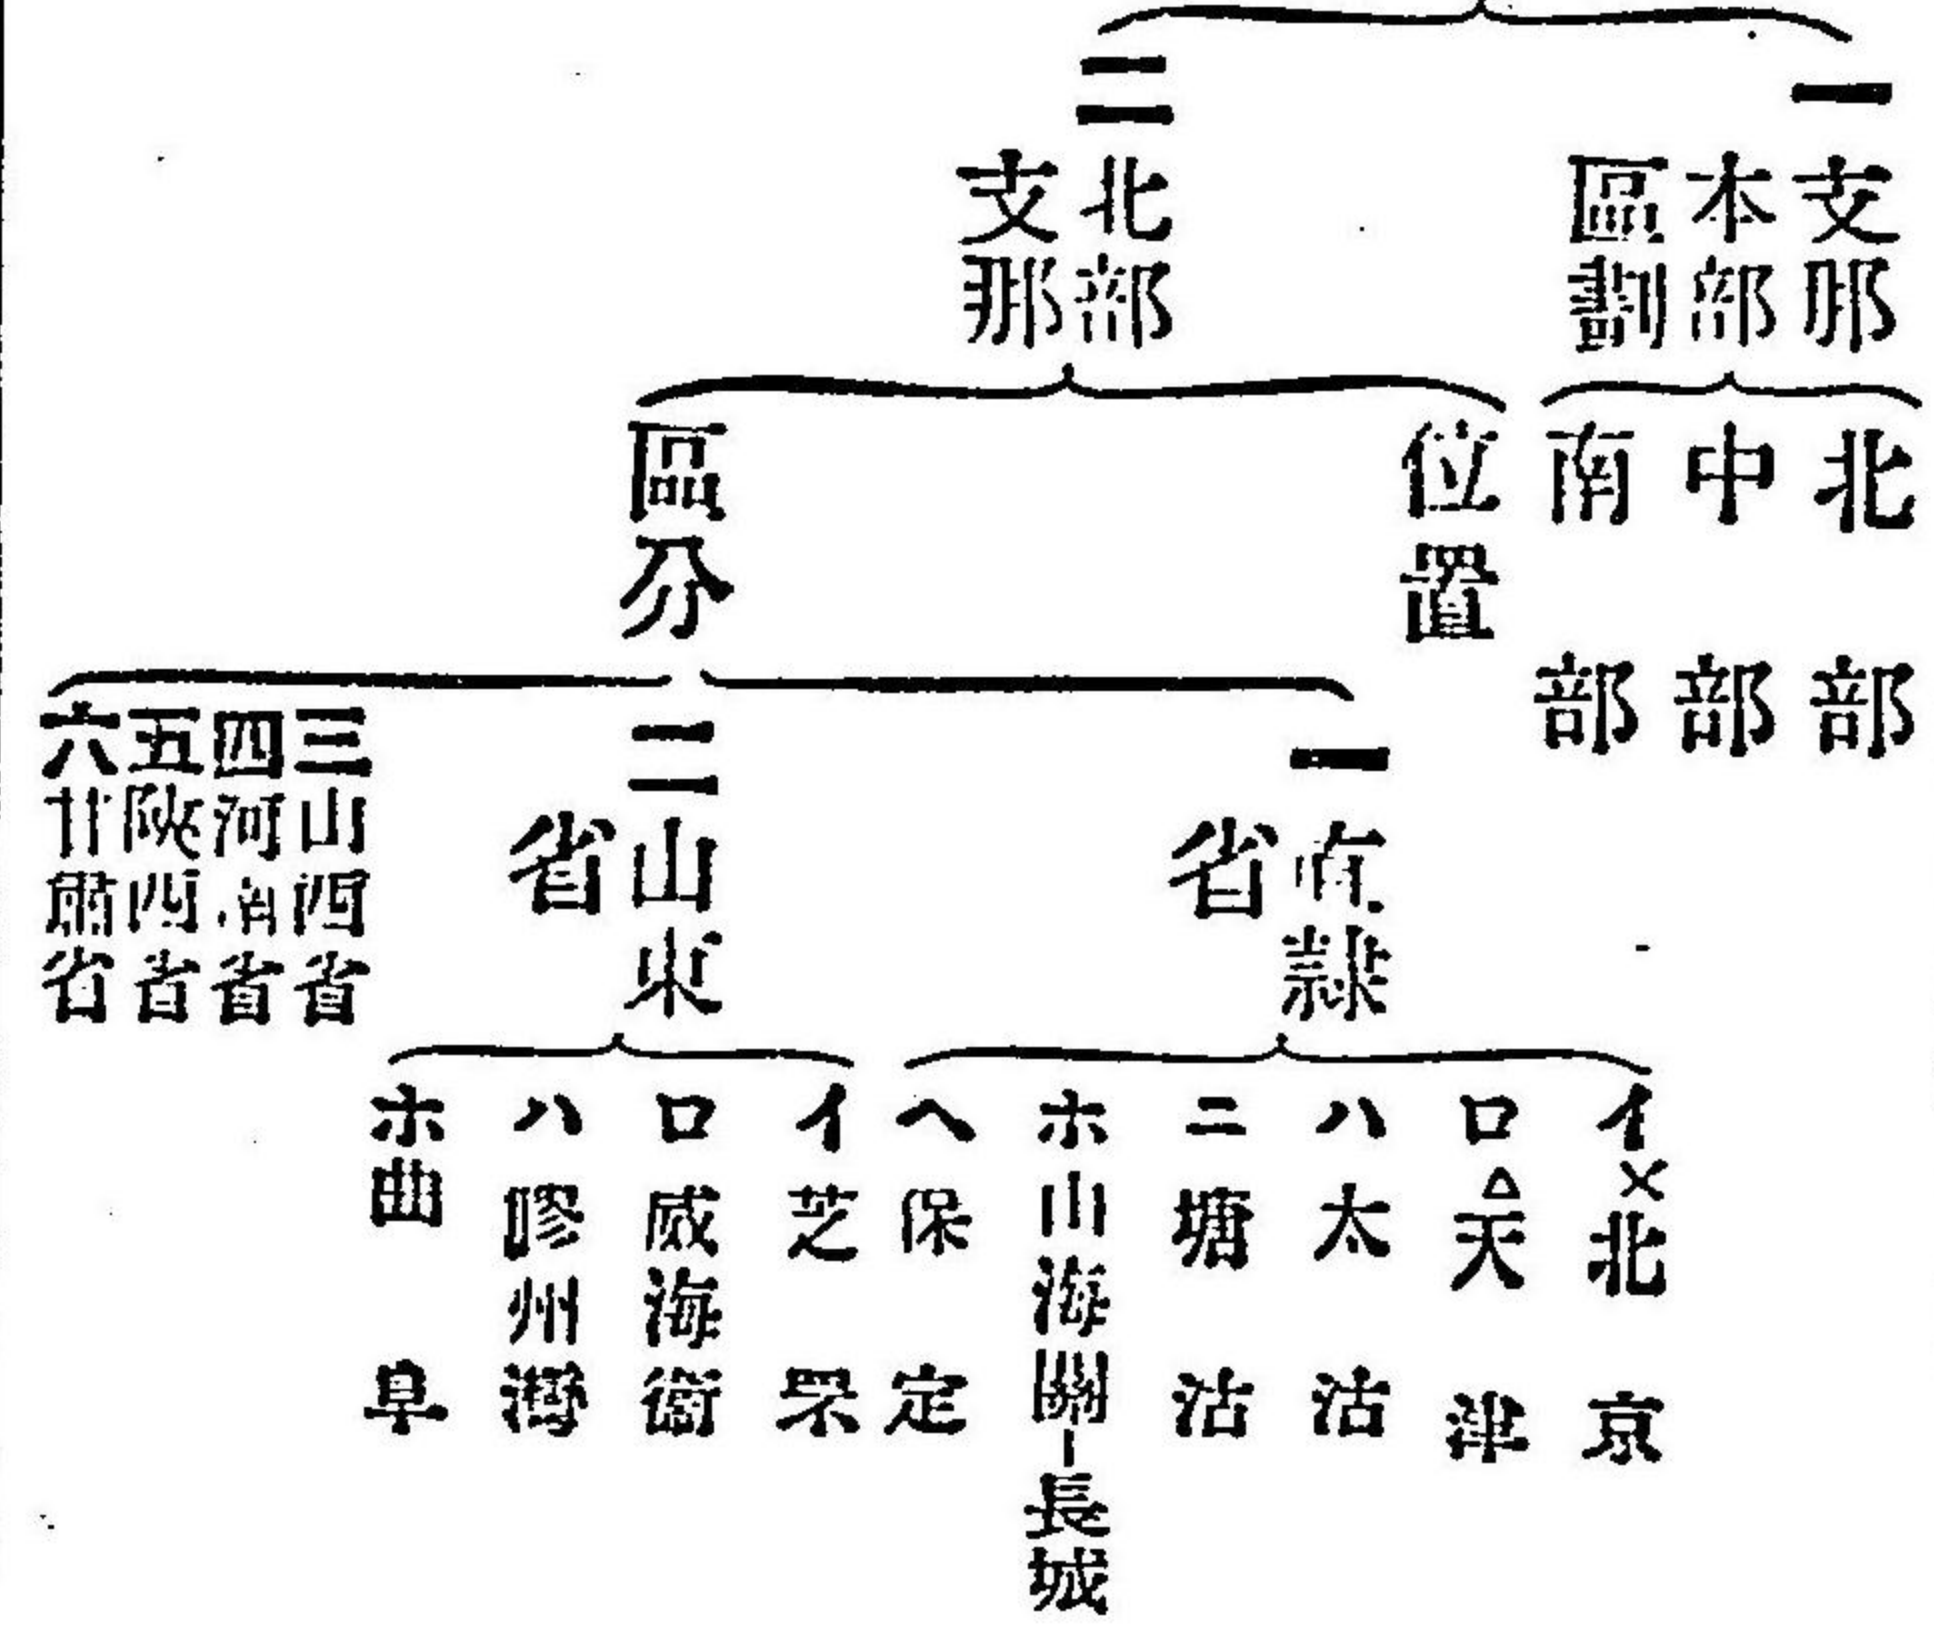 一 支那
本部
區劃
北部
中部
南部
二 北部
支那
位置
區分
一 直隷
省
イ ×北京
ロ △天津
ハ 太沽
ニ 塘沽
ホ 山海關-長城
ヘ 保定
二 山東
省
イ 芝罘
ロ 威海衞
ハ 膠州灣
ホ 曲阜
三 山西省
四 河南省
五 陝西省
六 甘肅省